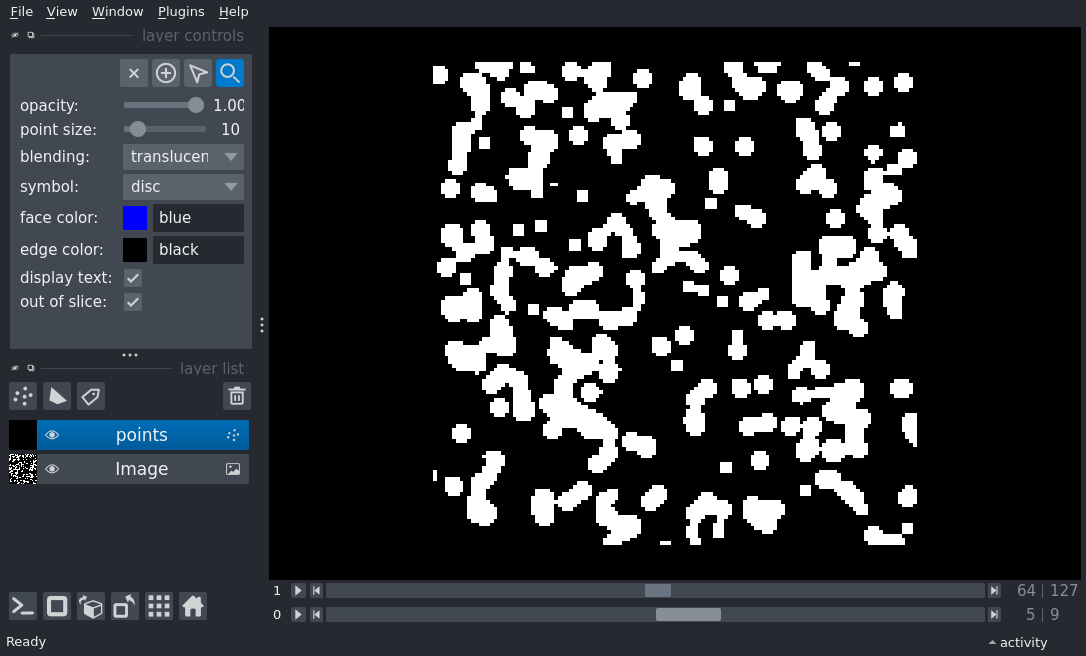 File View Window Plugins Help
layer controls
opacity: 1.00
point size: 10
blending: translucen
symbol: disc
face color: blue
edge color: black
display text:
out of slice:
layer list
points
Image
1 64 | 127
0 5 | 9
Ready activity